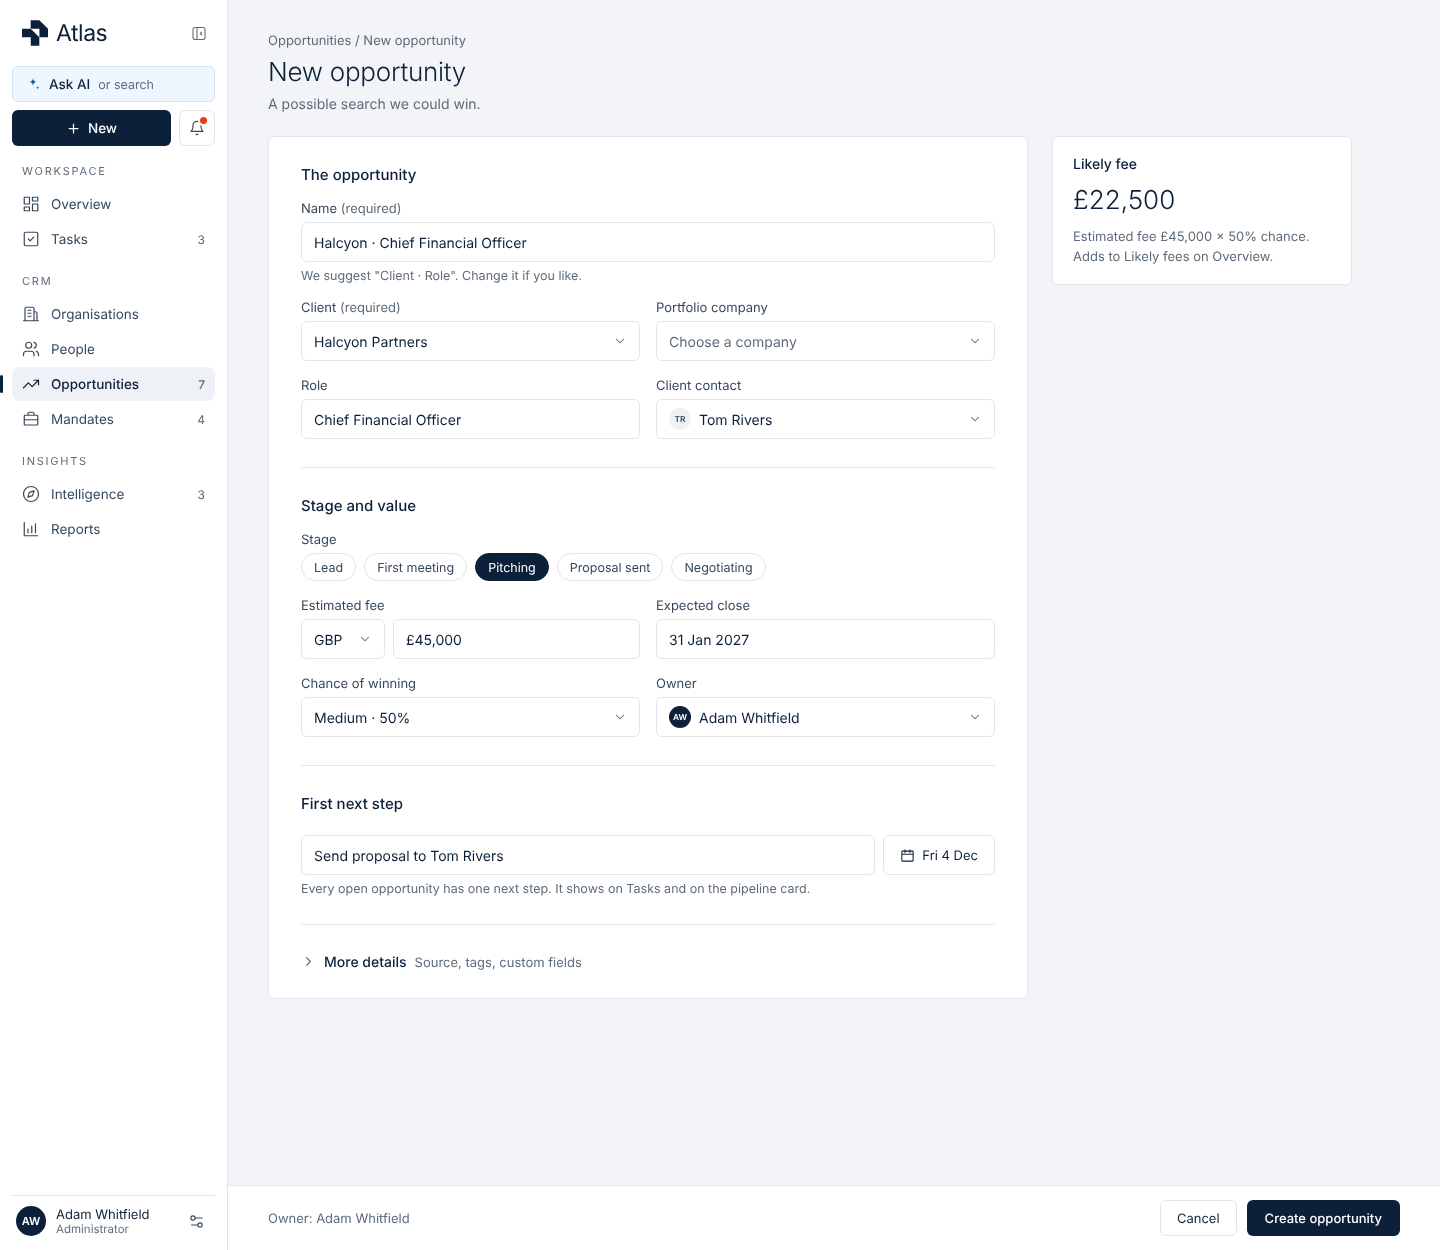 Atlas
Ask AI or search
New
WORKSPACE
Overview
Tasks 3
CRM
Organisations
People
Opportunities 7
Mandates 4
INSIGHTS
Intelligence 3
Reports
AW Adam Whitfield
Administrator
Opportunities / New opportunity
New opportunity
A possible search we could win.
The opportunity
Name (required)
Halcyon · Chief Financial Officer
We suggest "Client · Role". Change it if you like.
Client (required) Portfolio company
Halcyon Partners Choose a company
Role Client contact
Chief Financial Officer TR Tom Rivers
Stage and value
Stage
Lead First meeting Pitching Proposal sent Negotiating
Estimated fee Expected close
GBP £45,000 31 Jan 2027
Chance of winning Owner
Medium · 50% AW Adam Whitfield
First next step
Send proposal to Tom Rivers Fri 4 Dec
Every open opportunity has one next step. It shows on Tasks and on the pipeline card.
More details Source, tags, custom fields
Likely fee
£22,500
Estimated fee £45,000 × 50% chance.
Adds to Likely fees on Overview.
Owner: Adam Whitfield Cancel Create opportunity